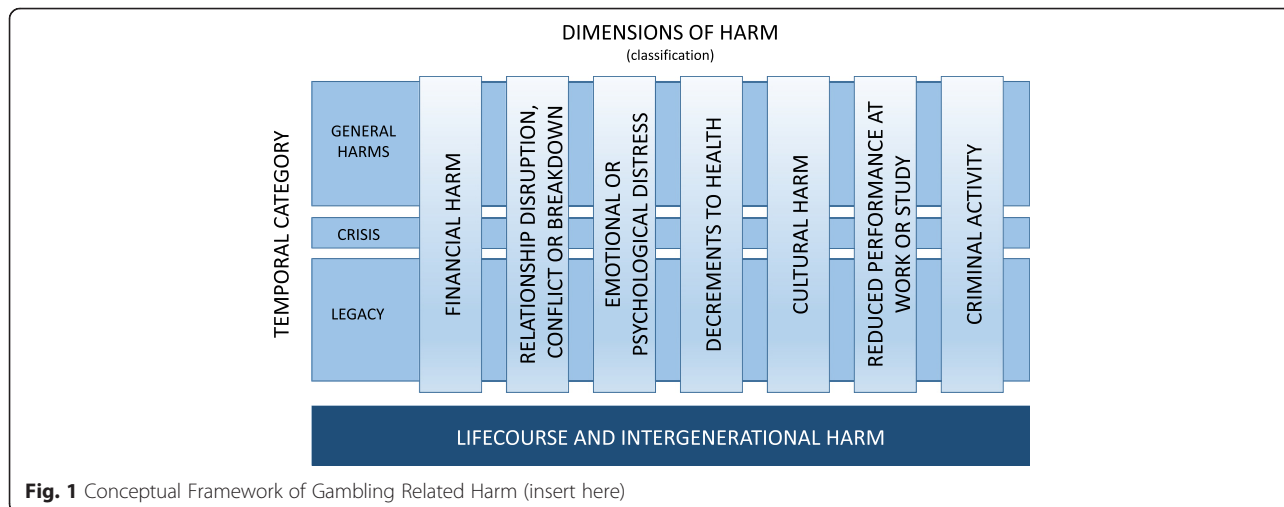 DIMENSIONS OF HARM
(classification)
TEMPORAL CATEGORY
GENERAL
HARMS
CRISIS
LEGACY
FINANCIAL HARM
RELATIONSHIP DISRUPTION,
CONFLICT OR BREAKDOWN
EMOTIONAL OR
PSYCHOLOGICAL DISTRESS
DECREMENTS TO HEALTH
CULTURAL HARM
REDUCED PERFORMANCE AT
WORK OR STUDY
CRIMINAL ACTIVITY
LIFECOURSE AND INTERGENERATIONAL HARM
Fig. 1 Conceptual Framework of Gambling Related Harm (insert here)